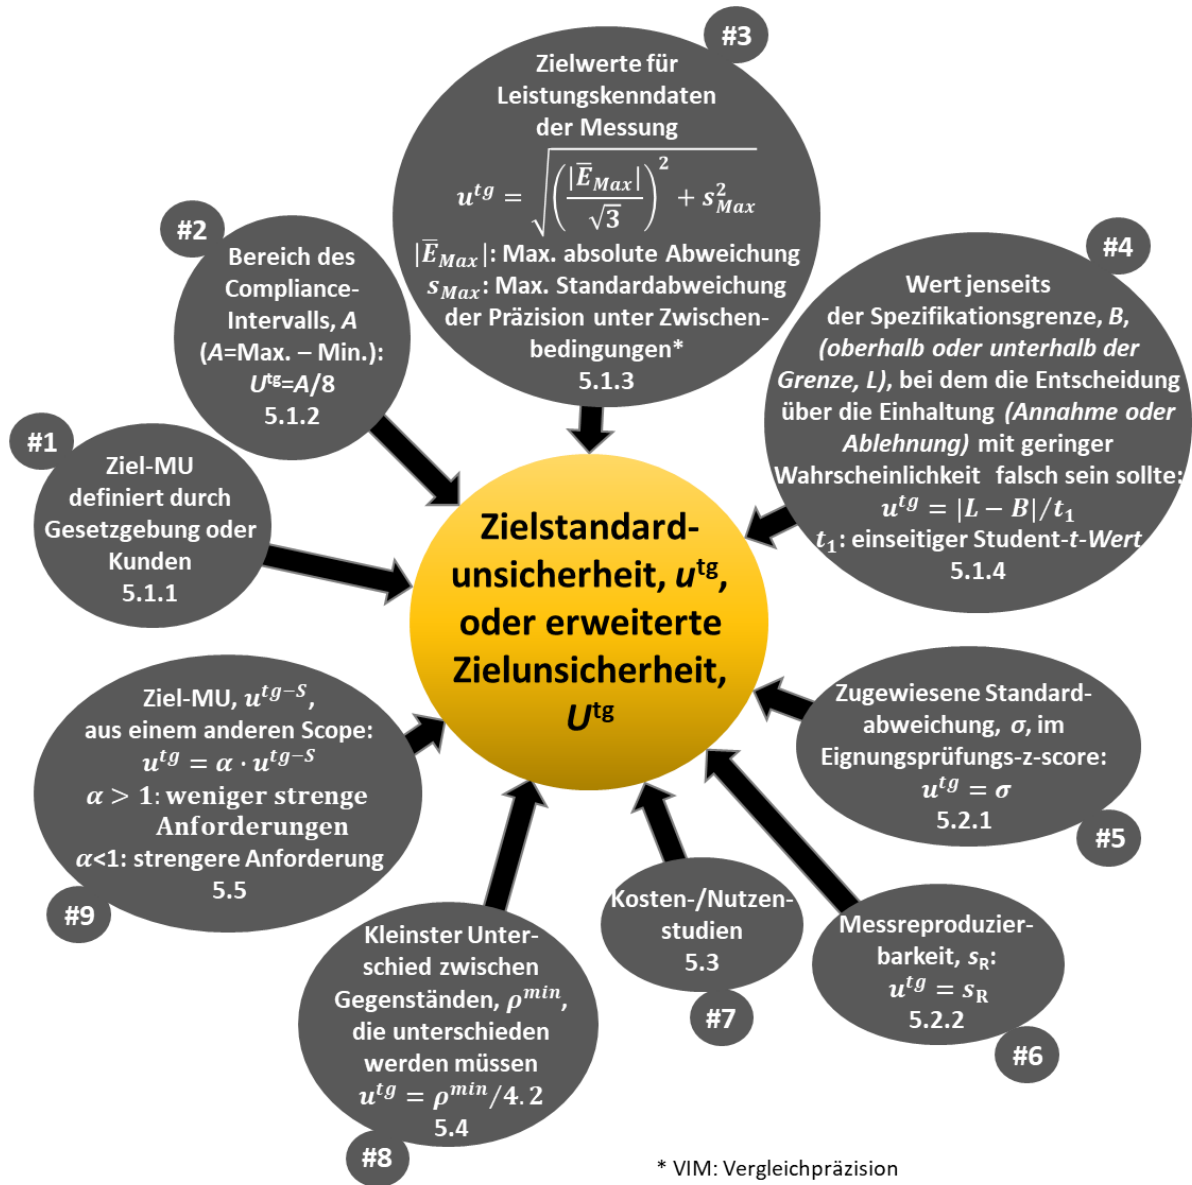 #1
Ziel-MU
definiert durch
Gesetzgebung oder
Kunden
5.1.1
#2
Bereich des
Compliance-
Intervalls, A
(A=Max. – Min.):
U^tg=A/8
5.1.2
#3
Zielwerte für
Leistungskenndaten
der Messung
u^tg = √((|E̅_Max|/√3)² + s²_Max)
|E̅_Max|: Max. absolute Abweichung
s_Max: Max. Standardabweichung
der Präzision unter Zwischen-
bedingungen*
5.1.3
#4
Wert jenseits
der Spezifikationsgrenze, B,
(oberhalb oder unterhalb der
Grenze, L), bei dem die Entscheidung
über die Einhaltung (Annahme oder
Ablehnung) mit geringer
Wahrscheinlichkeit falsch sein sollte:
u^tg = |L − B|/t₁
t₁: einseitiger Student-t-Wert
5.1.4
Zielstandard-
unsicherheit, u^tg,
oder erweiterte
Zielunsicherheit,
U^tg
Zugewiesene Standard-
abweichung, σ, im
Eignungsprüfungs-z-score:
u^tg = σ
5.2.1
#5
Messreproduzier-
barkeit, s_R:
u^tg = s_R
5.2.2
#6
Kosten-/Nutzen-
studien
5.3
#7
Kleinster Unter-
schied zwischen
Gegenständen, ρ^min,
die unterschieden
werden müssen
u^tg = ρ^min/4.2
5.4
#8
Ziel-MU, u^tg−S,
aus einem anderen Scope:
u^tg = α · u^tg−S
α > 1: weniger strenge
Anforderungen
α<1: strengere Anforderung
5.5
#9
* VIM: Vergleichpräzision